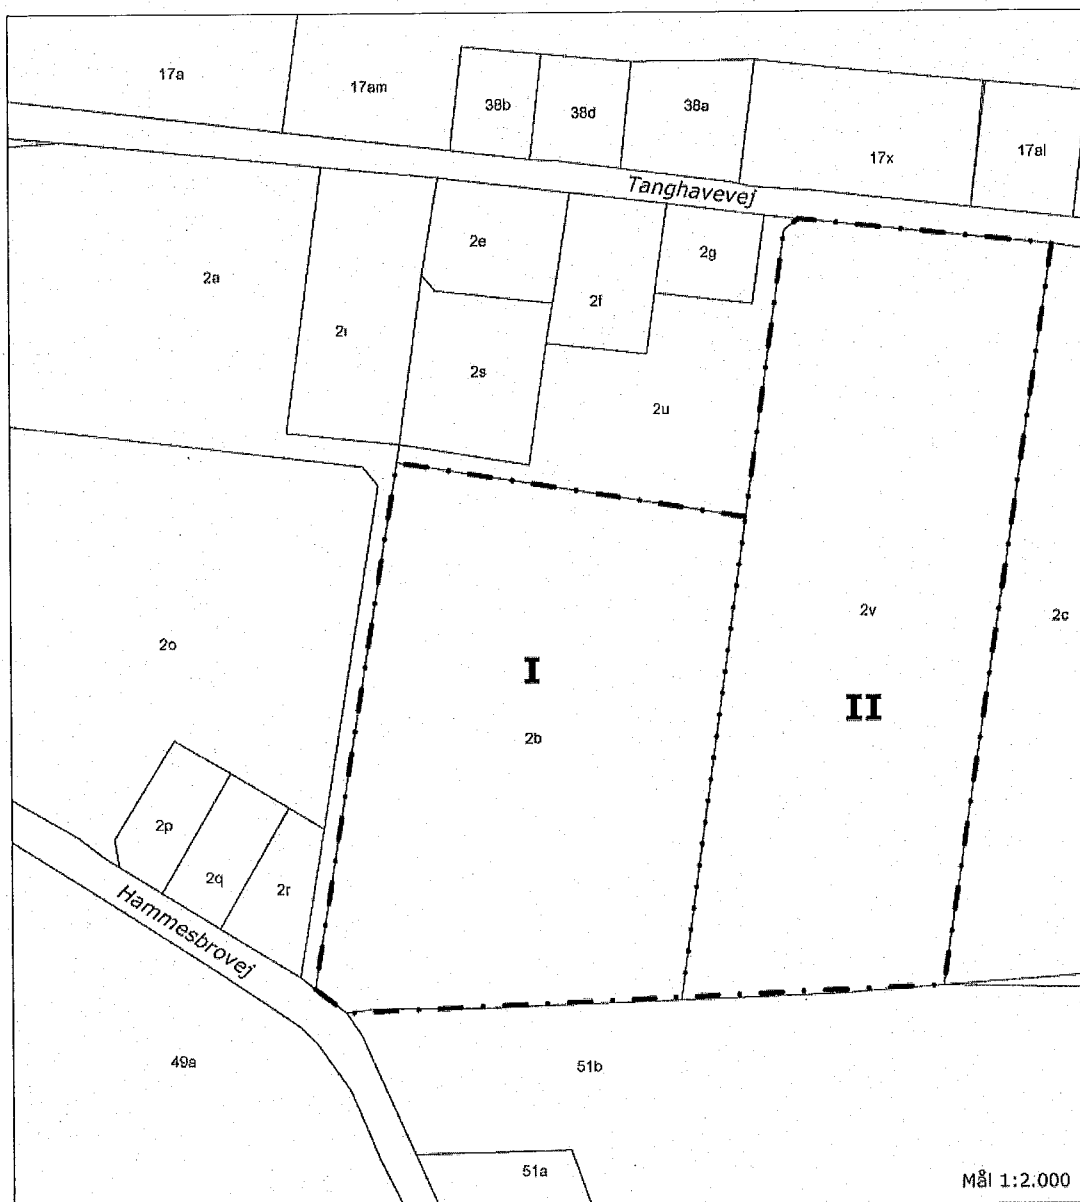 17a
17am
38b
38d
38a
17x
17al
Tanghavevej
2a
2i
2e
2f
2g
2s
2u
2o
I
2b
2v
II
2c
2p
2q
2r
Hammesbrovej
49a
51b
51a
Mål 1:2.000